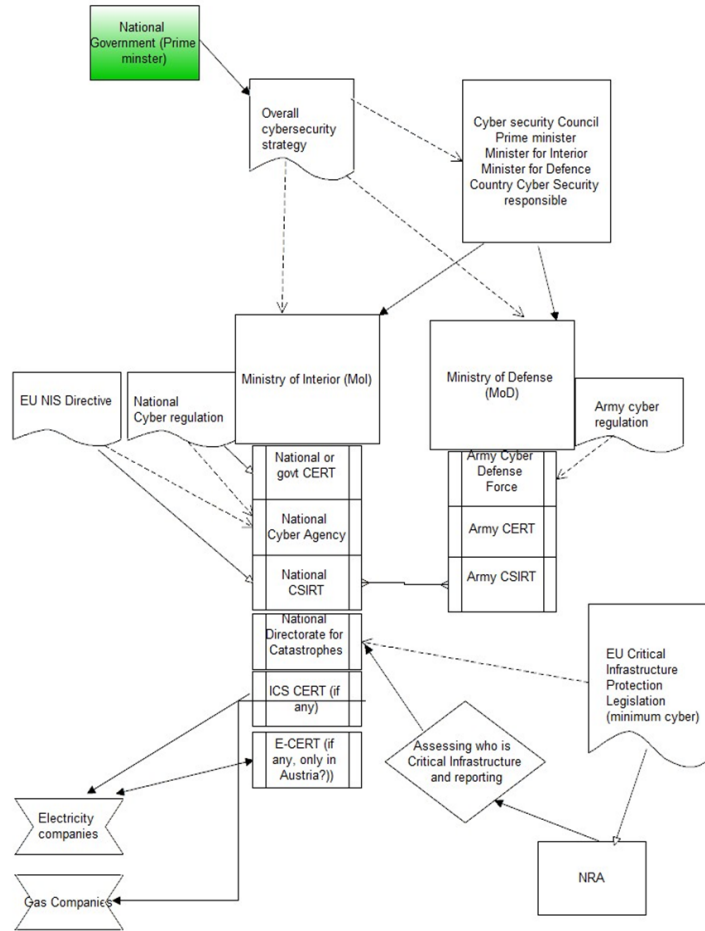 National
Government (Prime
minster)
Overall
cybersecurity
strategy
Cyber security Council
Prime minister
Minister for Interior
Minister for Defence
Country Cyber Security
responsible
Ministry of Interior (MoI)
Ministry of Defense
(MoD)
EU NIS Directive
National
Cyber regulation
Army cyber
regulation
National or
govt CERT
Army Cyber
Defense
Force
National
Cyber Agency
Army CERT
National
CSIRT
Army CSIRT
National
Directorate for
Catastrophes
EU Critical
Infrastructure
Protection
Legislation
(minimum cyber)
ICS CERT (if
any)
E-CERT (if
any, only in
Austria?))
Assessing who is
Critical Infrastructure
and reporting
Electricity
companies
NRA
Gas Companies